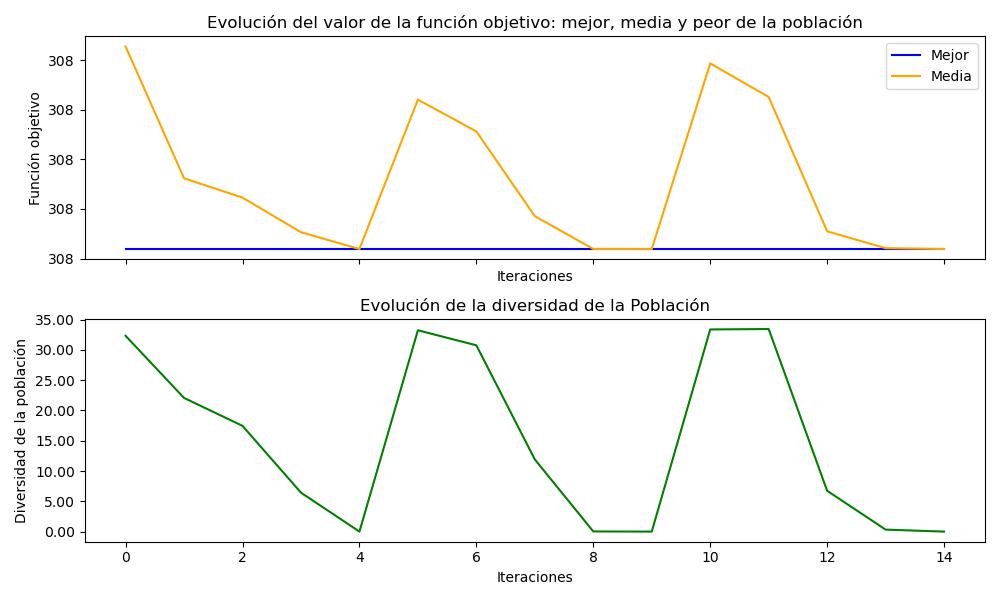 Evolución del valor de la función objetivo: mejor, media y peor de la población
308
308
308
308
308
Función objetivo
Mejor
Media
Iteraciones
Evolución de la diversidad de la Población
35.00
30.00
25.00
20.00
15.00
10.00
5.00
0.00
Diversidad de la población
0 2 4 6 8 10 12 14
Iteraciones